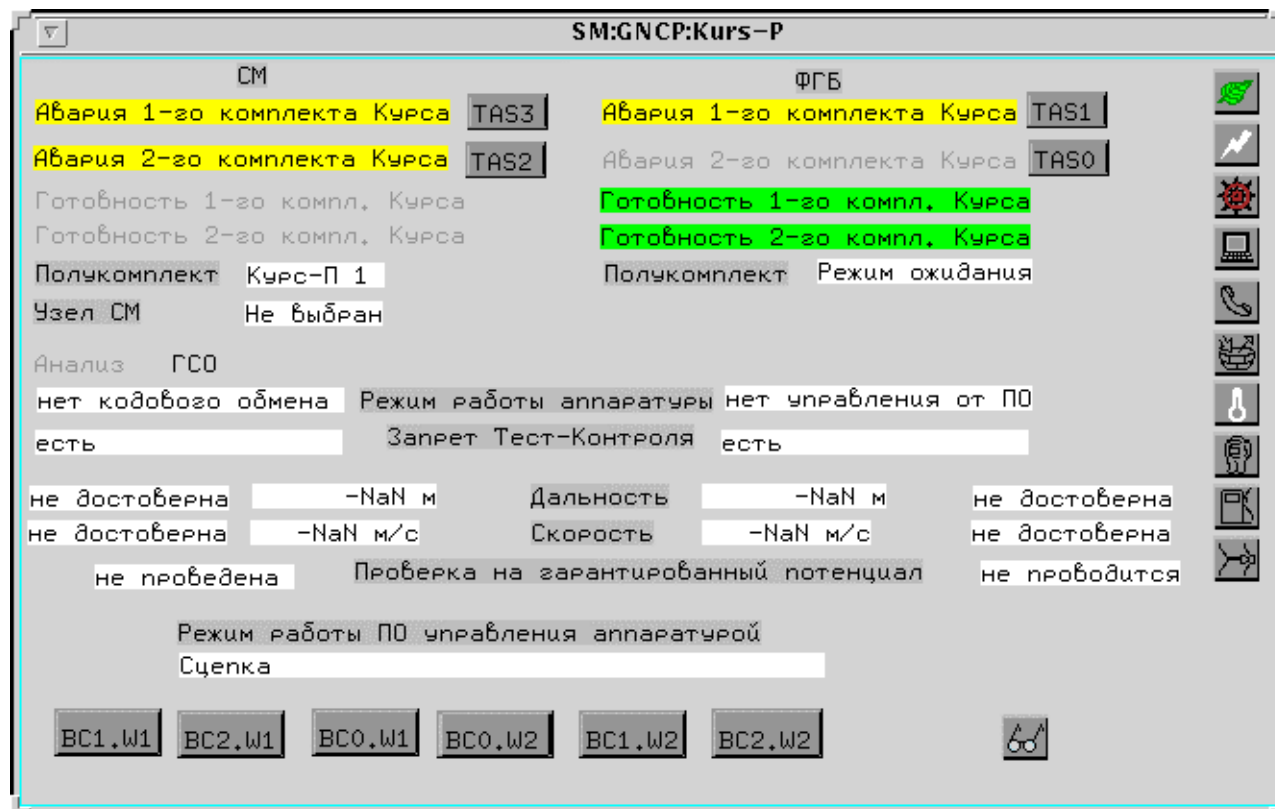 SM:GNCP:Kurs-P
СМ ФГБ
Авария 1-го комплекта Курса TAS3 Авария 1-го комплекта Курса TAS1
Авария 2-го комплекта Курса TAS2 Авария 2-го комплекта Курса TAS0
Готовность 1-го компл. Курса Готовность 1-го компл. Курса
Готовность 2-го компл. Курса Готовность 2-го компл. Курса
Полукомплект Курс-П 1 Полукомплект Режим ожидания
Узел СМ Не выбран
Анализ ГСО
нет кодового обмена Режим работы аппаратуры нет управления от ПО
есть Запрет Тест-Контроля есть
не достоверна -NaN м Дальность -NaN м не достоверна
не достоверна -NaN м/с Скорость -NaN м/с не достоверна
не проведена Проверка на гарантированный потенциал не проводится
Режим работы ПО управления аппаратурой
Сцепка
BC1.W1 BC2.W1 BC0.W1 BC0.W2 BC1.W2 BC2.W2